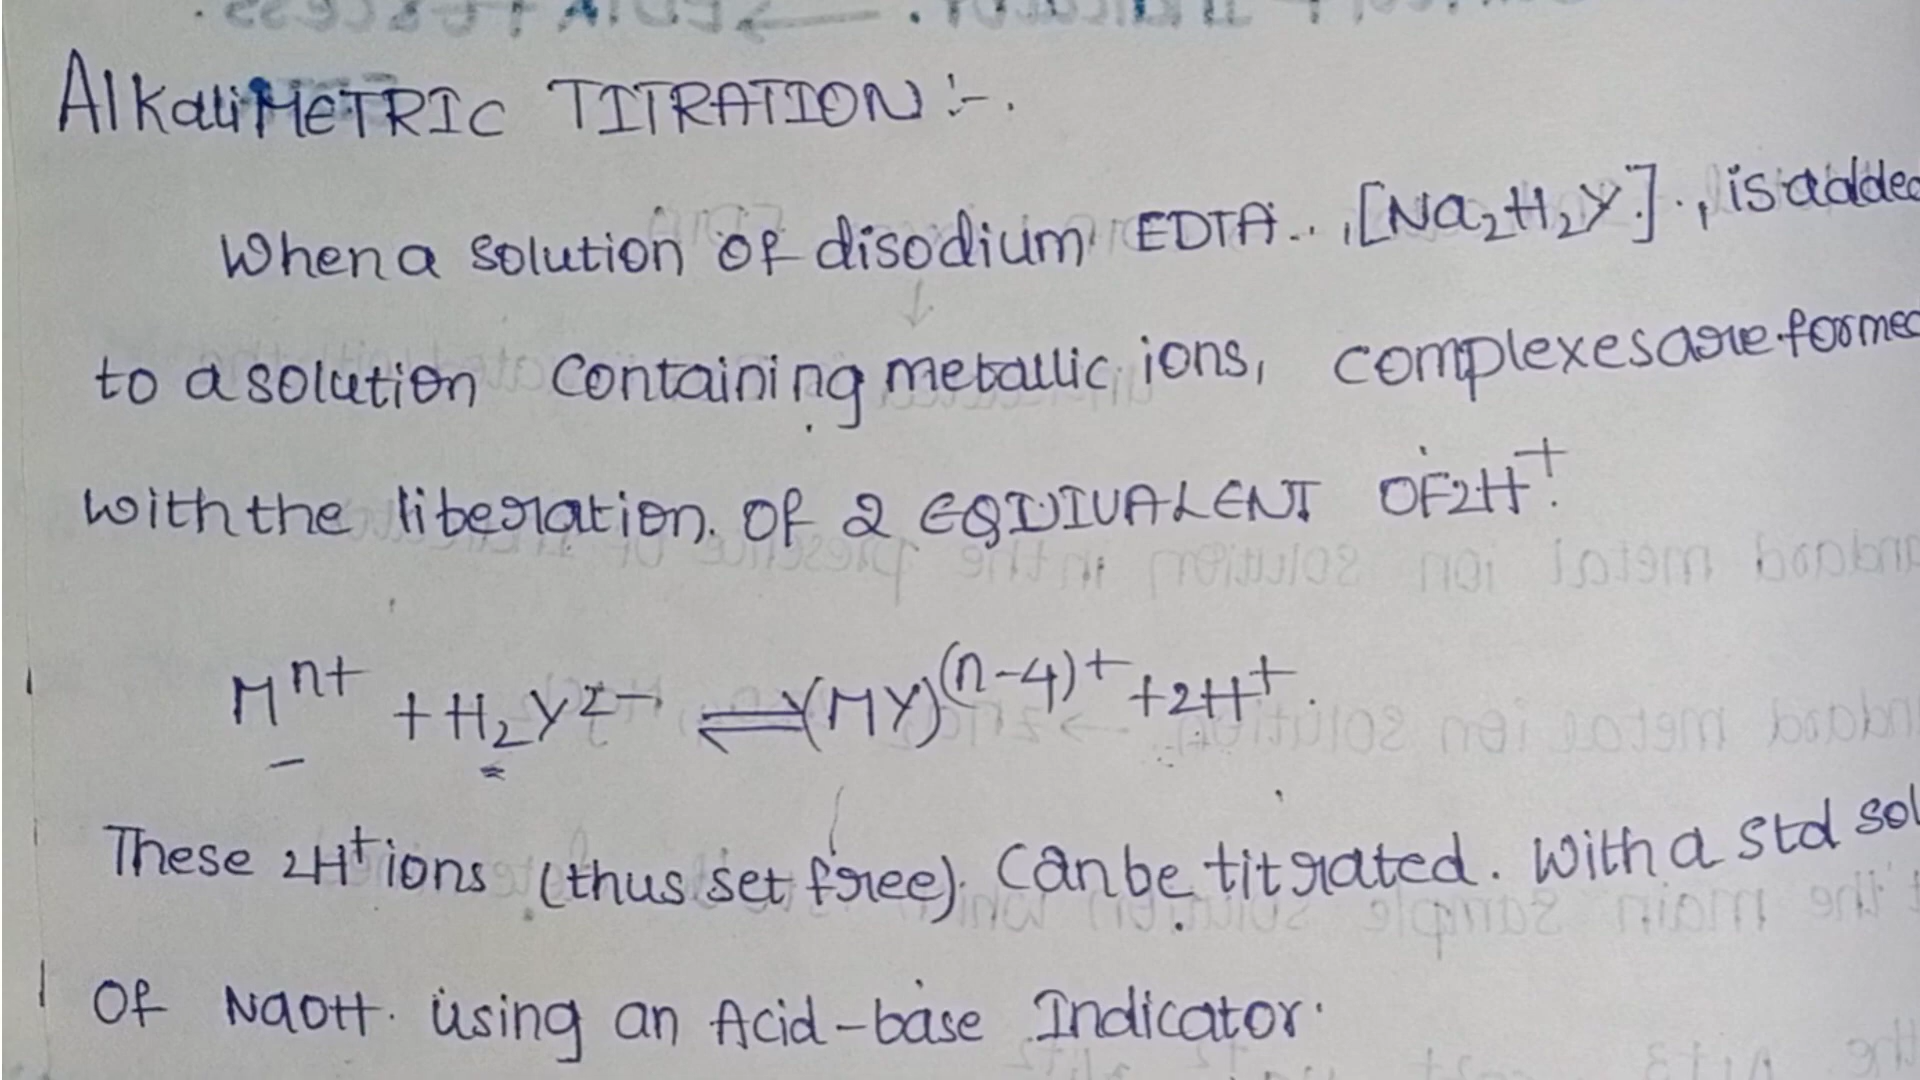 AlkaliMETRIC TITRATION :-.
When a solution of disodium EDTA.., [Na₂H₂Y]., is added
to a solution Containing metallic ions, complexes are formed
with the liberation. of 2 EQUIVALENT OF 2H⁺.
Mⁿ⁺ + H₂Y²⁻ ⇌ (MY)⁽ⁿ⁻⁴⁾⁺ + 2H⁺.
These 2H⁺ ions (thus set free). Can be titrated. With a Std sol
Of NaOH. using an Acid-base Indicator.